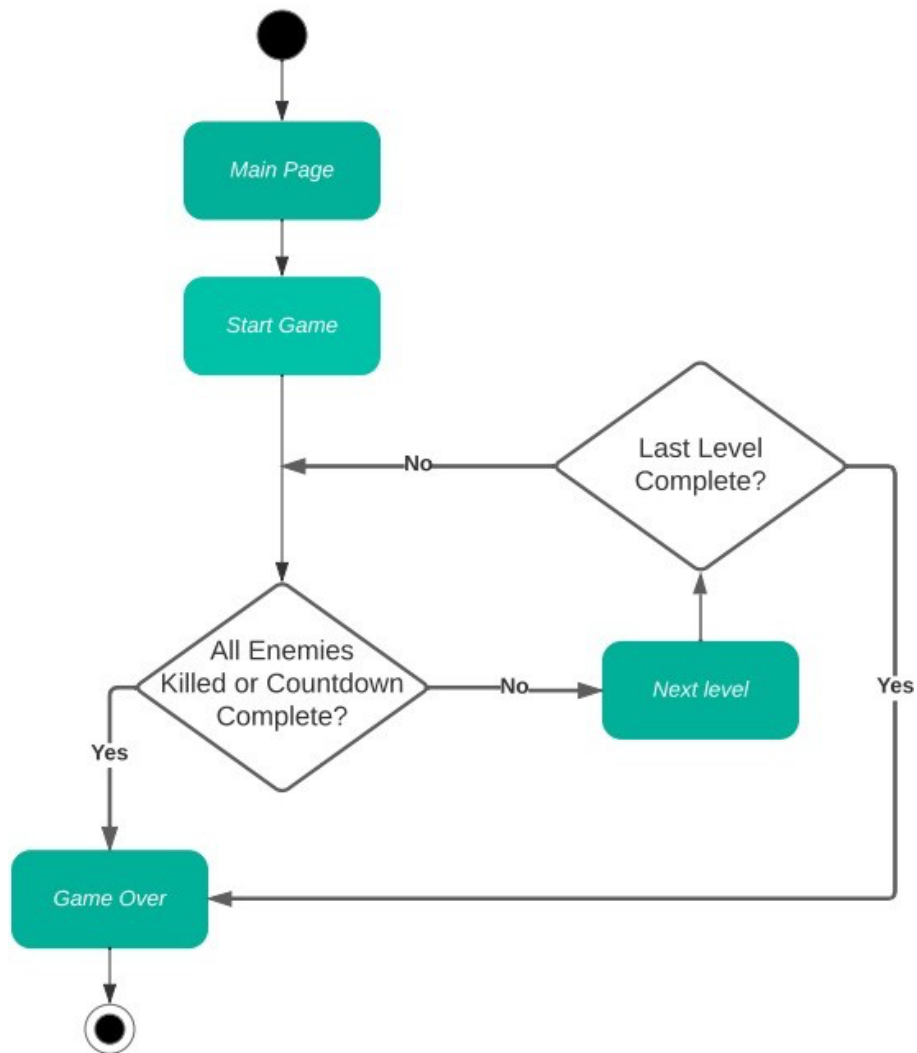 Main Page
Start Game
Last Level
Complete?
No
All Enemies
Killed or Countdown
Complete?
No
Next level
Yes
Yes
Game Over